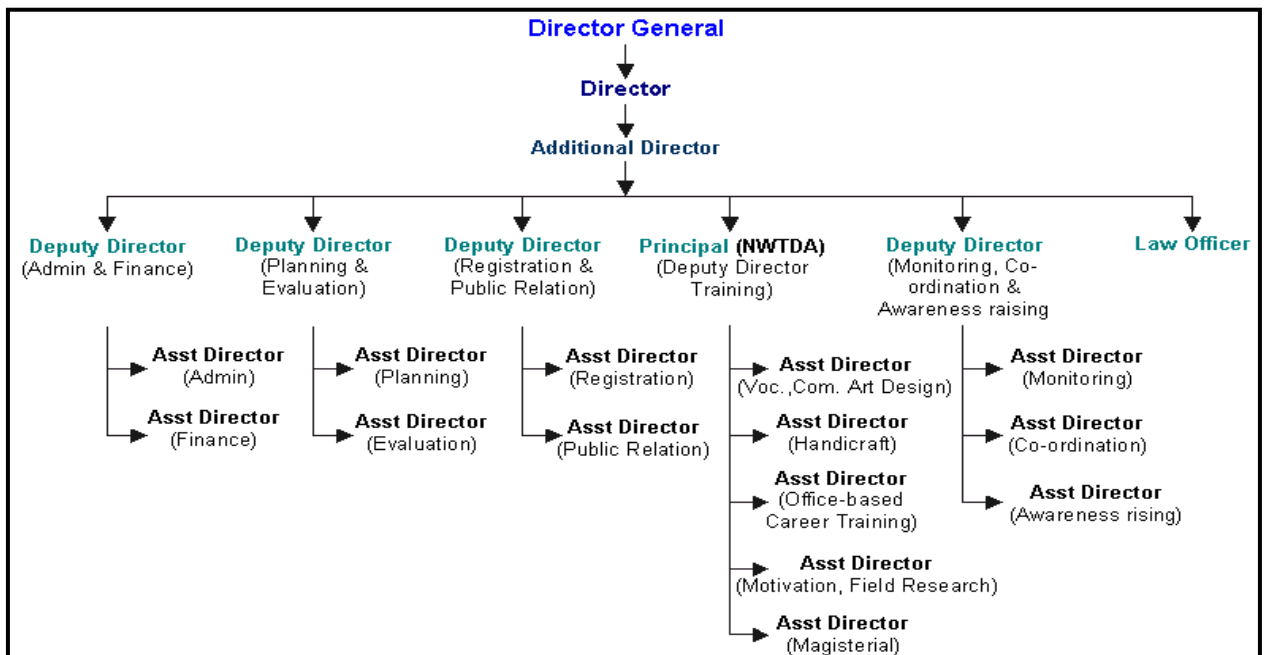 Director General
Director
Additional Director
Deputy Director
(Admin & Finance)
Asst Director
(Admin)
Asst Director
(Finance)
Deputy Director
(Planning &
Evaluation)
Asst Director
(Planning)
Asst Director
(Evaluation)
Deputy Director
(Registration &
Public Relation)
Asst Director
(Registration)
Asst Director
(Public Relation)
Principal (NWTDA)
(Deputy Director
Training)
Asst Director
(Voc.,Com. Art Design)
Asst Director
(Handicraft)
Asst Director
(Office-based
Career Training)
Asst Director
(Motivation, Field Research)
Asst Director
(Magisterial)
Deputy Director
(Monitoring, Co-
ordination &
Awareness raising
Asst Director
(Monitoring)
Asst Director
(Co-ordination)
Asst Director
(Awareness rising)
Law Officer